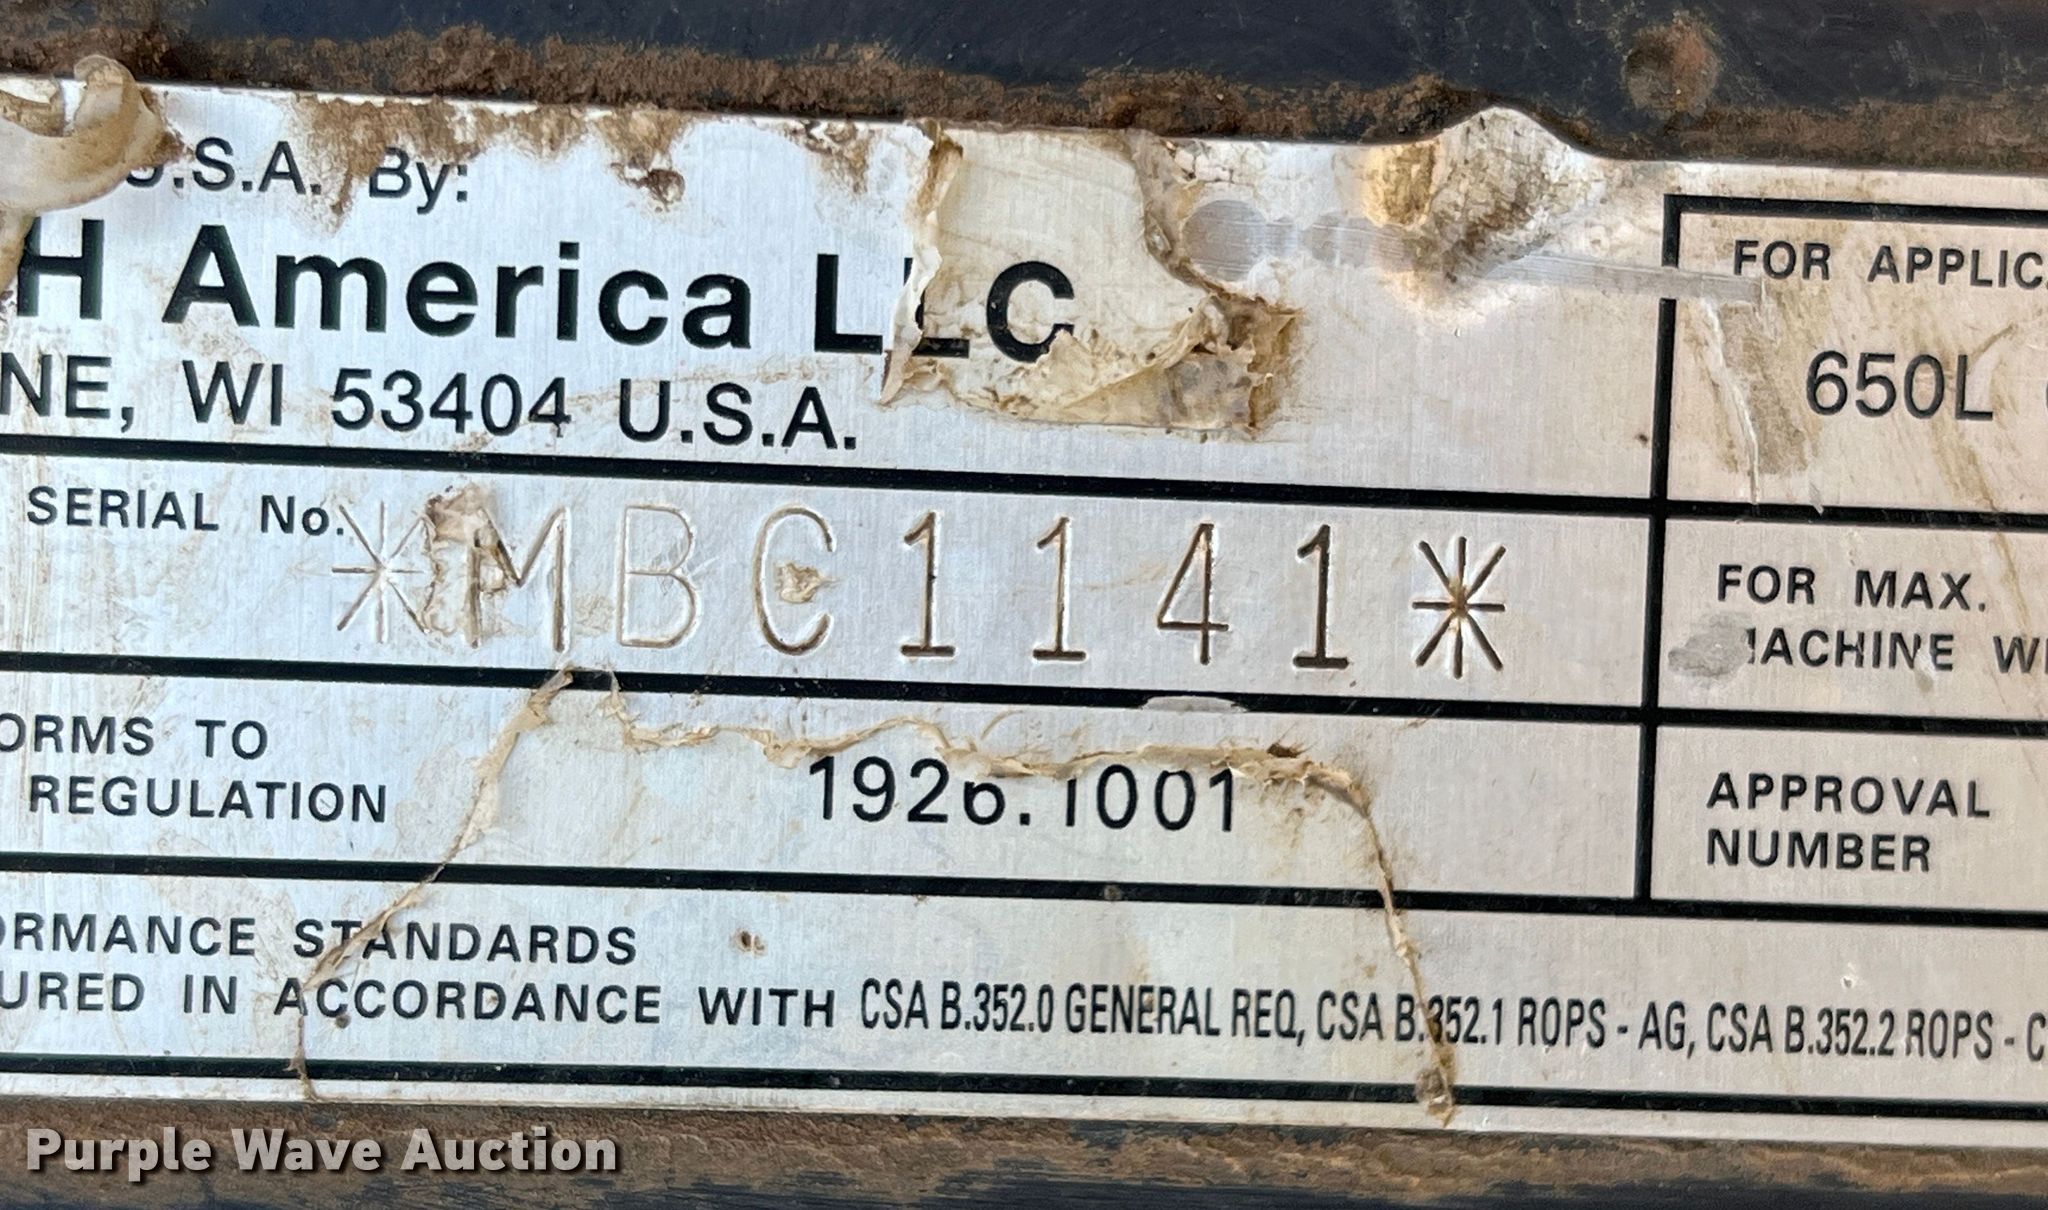 U.S.A. By:
H America LLC
NE, WI 53404 U.S.A.
SERIAL No. *MBC1141*
ORMS TO
REGULATION
1926.1001
ORMANCE STANDARDS
URED IN ACCORDANCE WITH CSA B.352.0 GENERAL REQ, CSA B.352.1 ROPS - AG, CSA B.352.2 ROPS - C
FOR APPLIC
650L
FOR MAX.
MACHINE W
APPROVAL
NUMBER
Purple Wave Auction